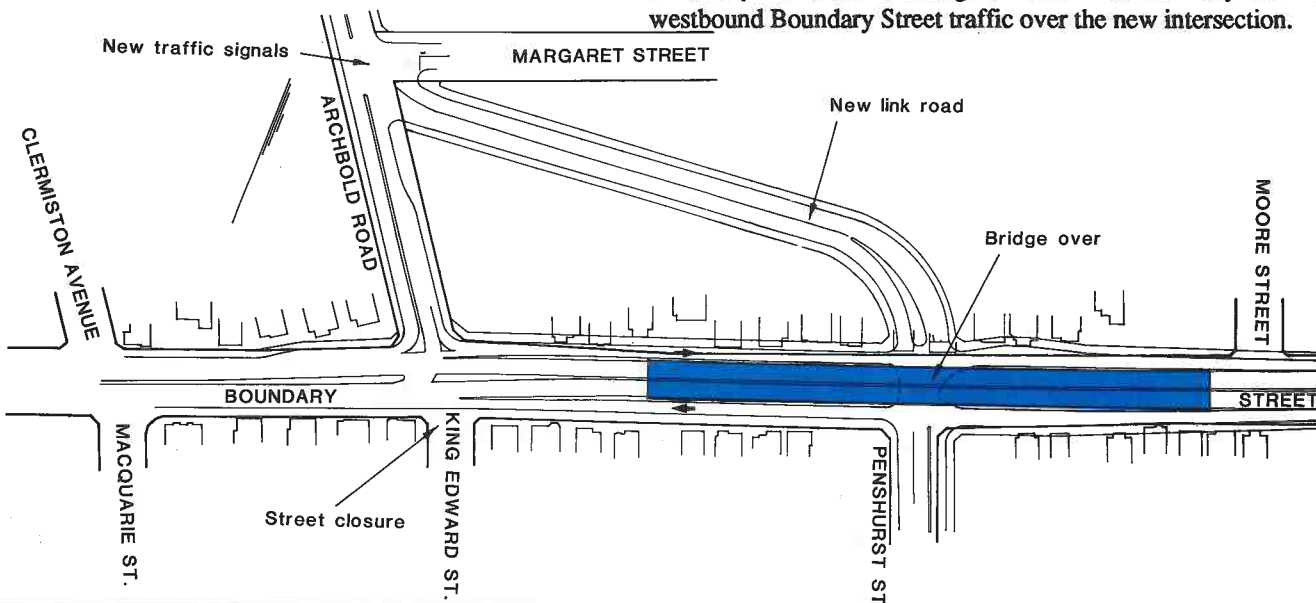 westbound Boundary Street traffic over the new intersection.
New traffic signals
MARGARET STREET
ARCHBOLD ROAD
New link road
CLERMISTON AVENUE
MOORE STREET
Bridge over
BOUNDARY
STREET
MACQUARIE ST.
KING EDWARD ST.
PENSHURST ST
Street closure